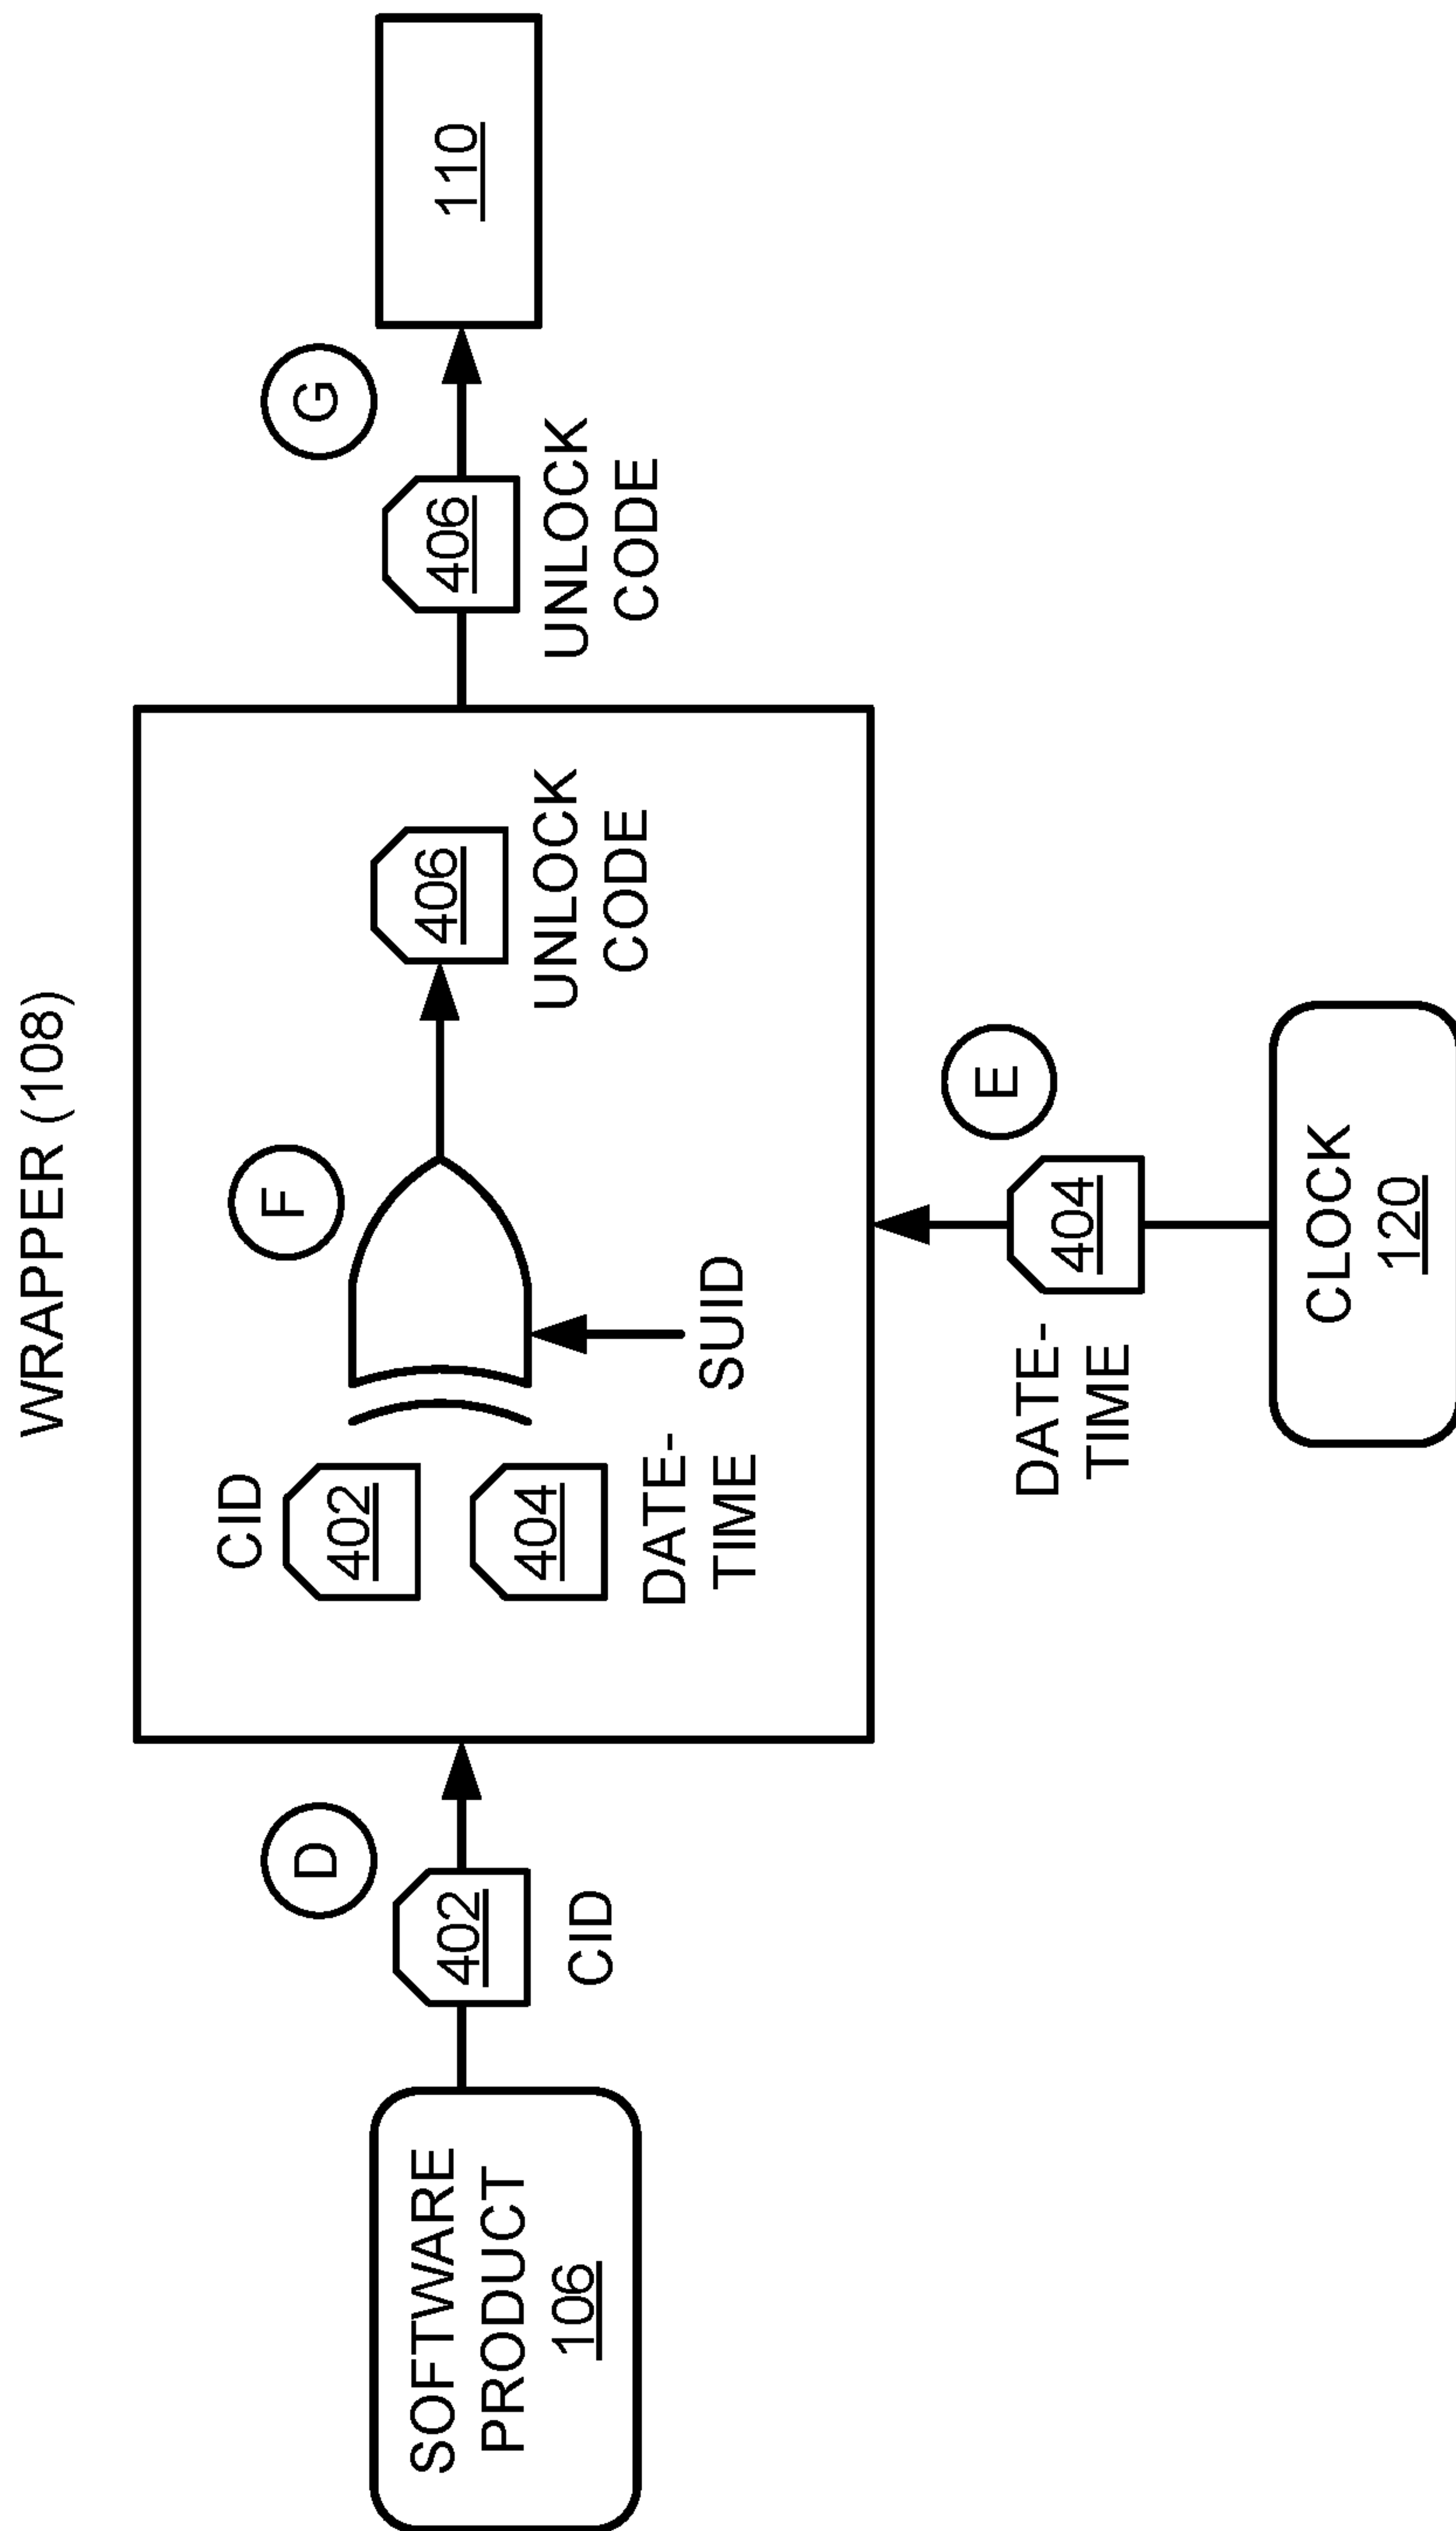 WRAPPER (108)
SOFTWARE
PRODUCT
106
D
402
CID
CID
402
404
DATE-
TIME
F
SUID
406
UNLOCK
CODE
G
406
UNLOCK
CODE
110
E
DATE-
TIME
404
CLOCK
120